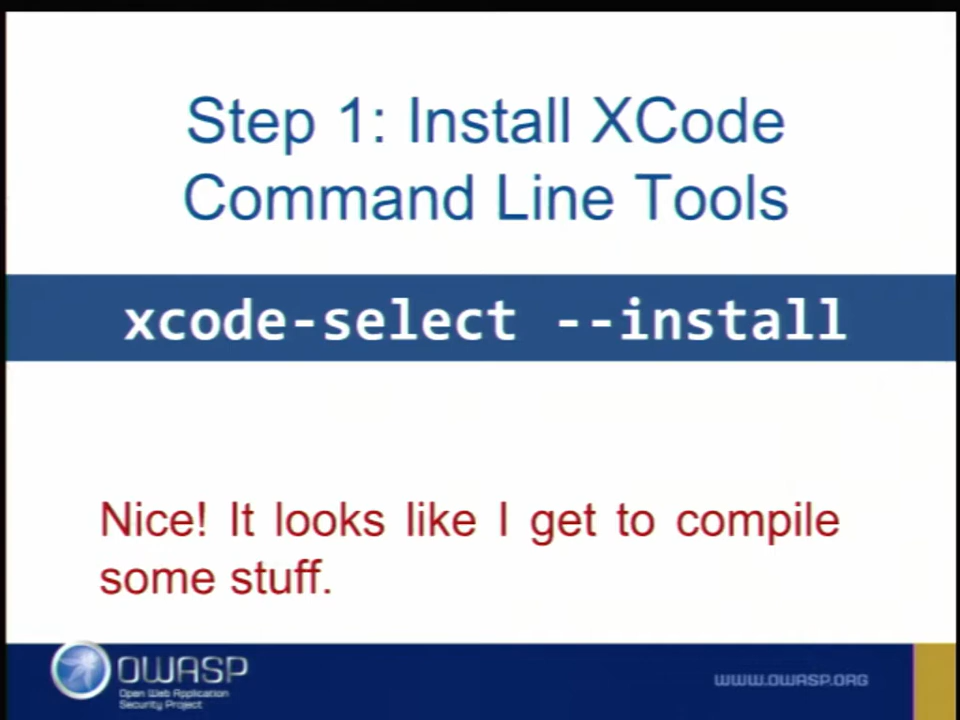 Step 1: Install XCode
Command Line Tools
xcode-select --install
Nice! It looks like I get to compile
some stuff.
OWASP
Open Web Application
Security Project
WWW.OWASP.ORG